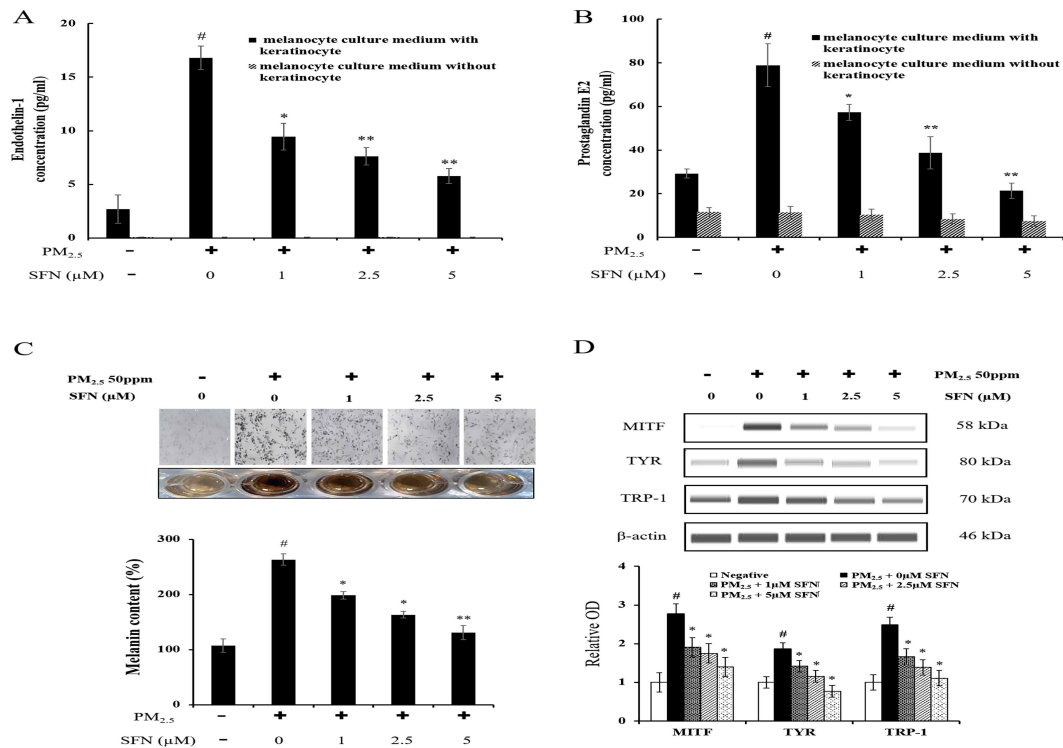 A
20
15
10
5
0
Endothelin-1
concentration (pg/ml)
#
*
**
**
melanocyte culture medium with
keratinocyte
melanocyte culture medium without
keratinocyte
PM2.5 − + + + +
SFN (μM) − 0 1 2.5 5
B
100
80
60
40
20
0
Prostaglandin E2
concentration (pg/ml)
#
*
**
**
melanocyte culture medium with
keratinocyte
melanocyte culture medium without
keratinocyte
PM2.5 − + + + +
SFN (μM) − 0 1 2.5 5
C
PM2.5 50ppm − + + + +
SFN (μM) 0 0 1 2.5 5
300
200
100
0
Melanin content (%)
#
*
*
**
PM2.5 − + + + +
SFN (μM) − 0 1 2.5 5
D
− + + + + PM2.5 50ppm
0 0 1 2.5 5 SFN (μM)
MITF 58 kDa
TYR 80 kDa
TRP-1 70 kDa
β-actin 46 kDa
Negative PM2.5 + 0μM SFN
PM2.5 + 1μM SFN PM2.5 + 2.5μM SFN
PM2.5 + 5μM SFN
4
3
2
1
0
Relative OD
# * * *
# * * *
# * * *
MITF TYR TRP-1